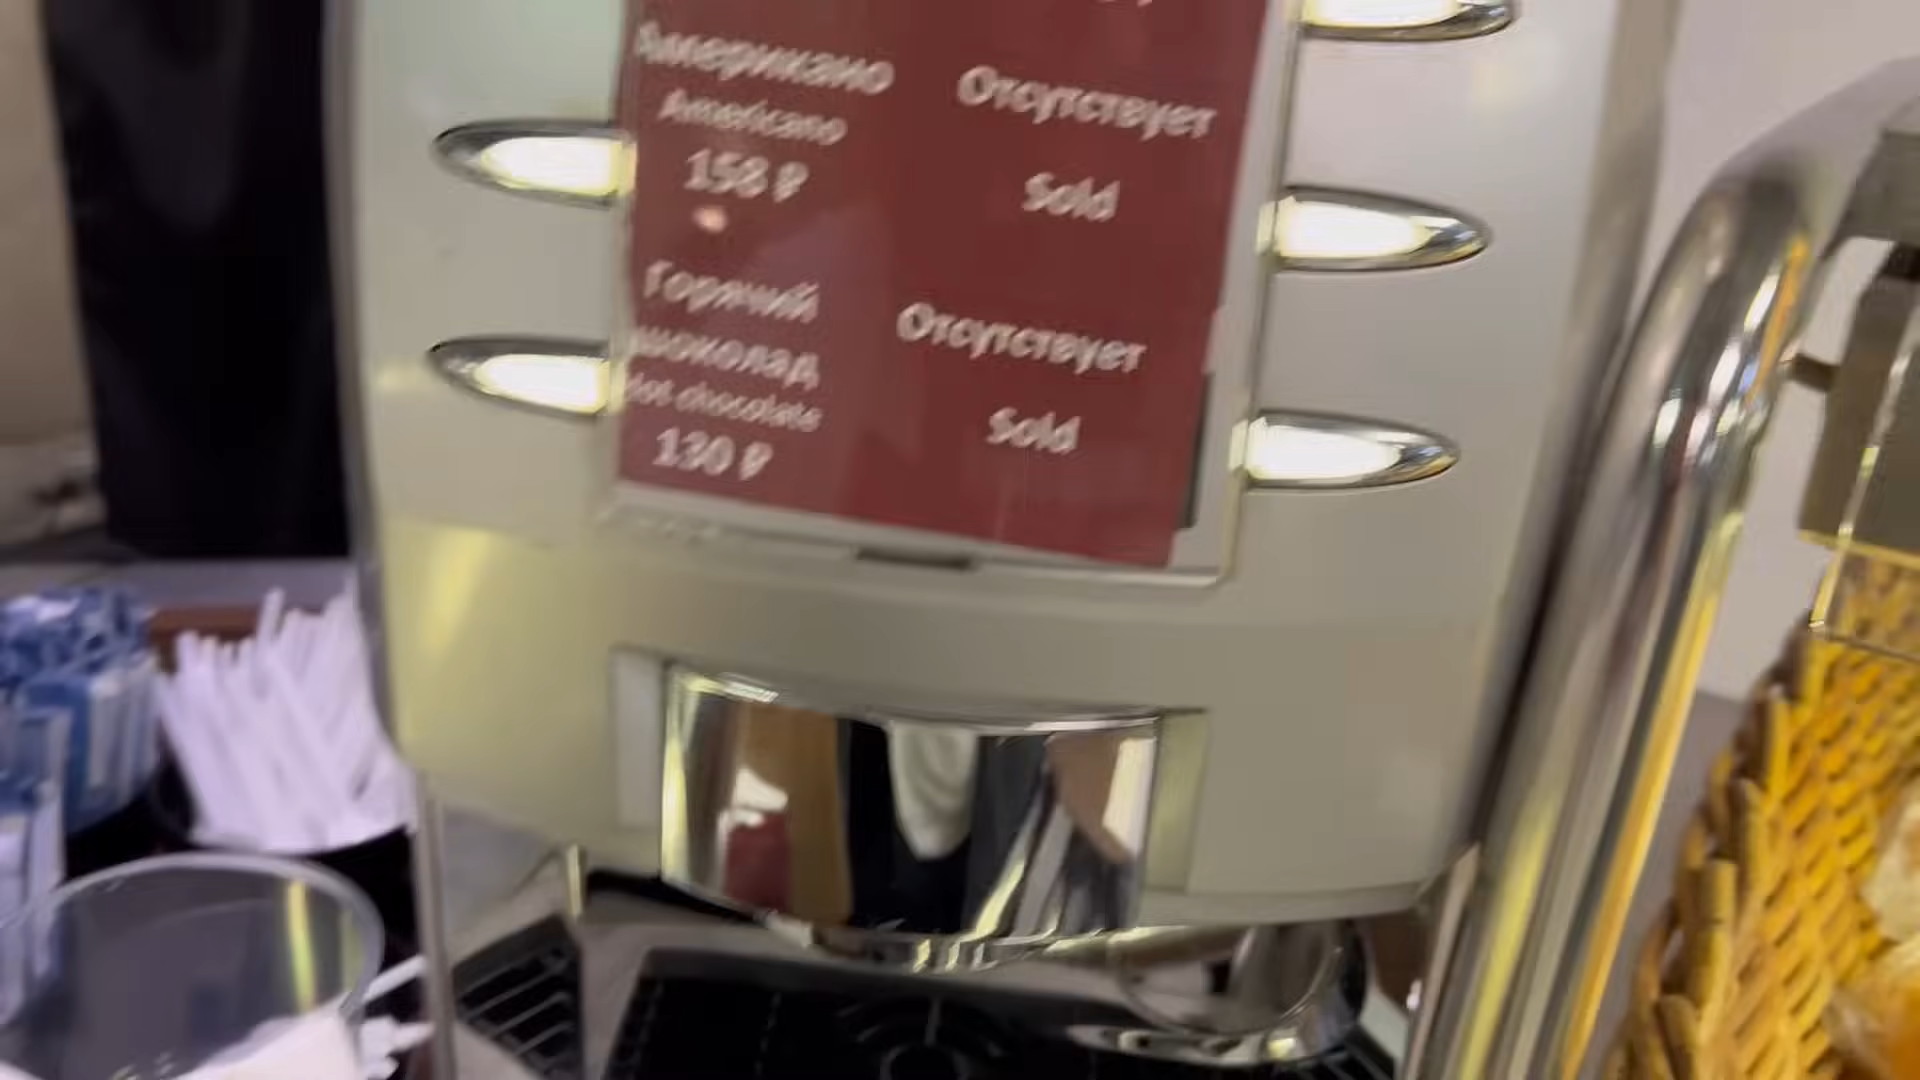 Американо
Americano
158 ₽
Отсутствует
Sold
Горячий
шоколад
Hot chocolate
130 ₽
Отсутствует
Sold